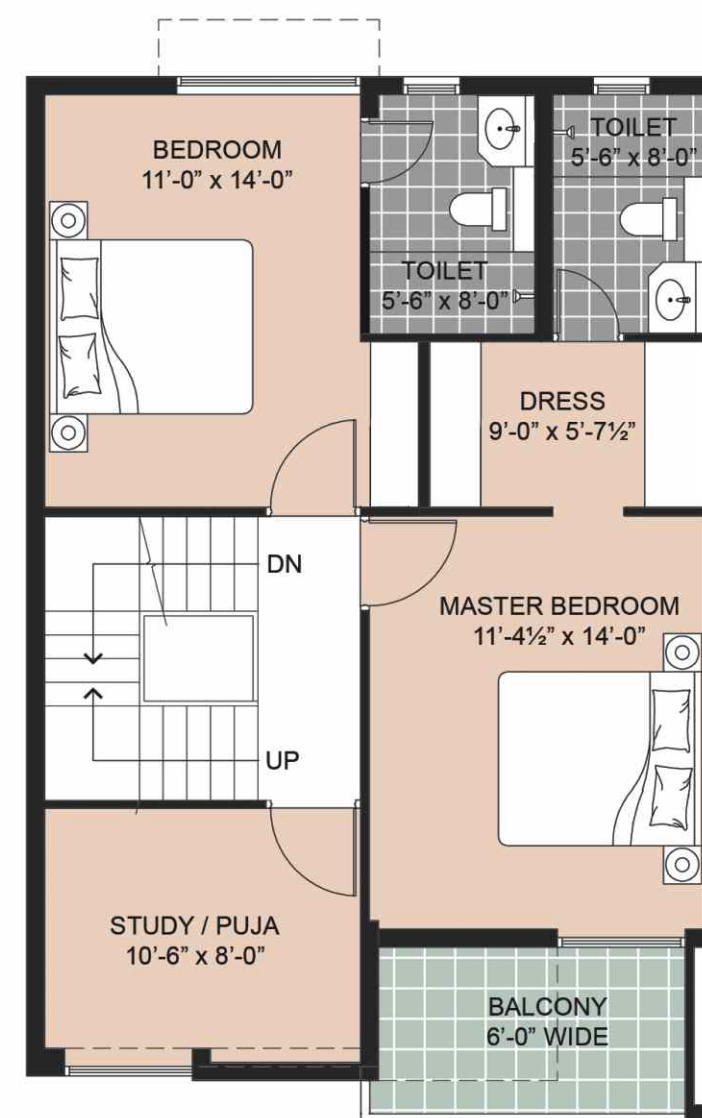 BEDROOM
11’-0” x 14’-0”
TOILET
5’-6” x 8’-0”
TOILET
5’-6” x 8’-0”
DRESS
9’-0” x 5’-7½”
DN
MASTER BEDROOM
11’-4½” x 14’-0”
UP
STUDY / PUJA
10’-6” x 8’-0”
BALCONY
6’-0” WIDE